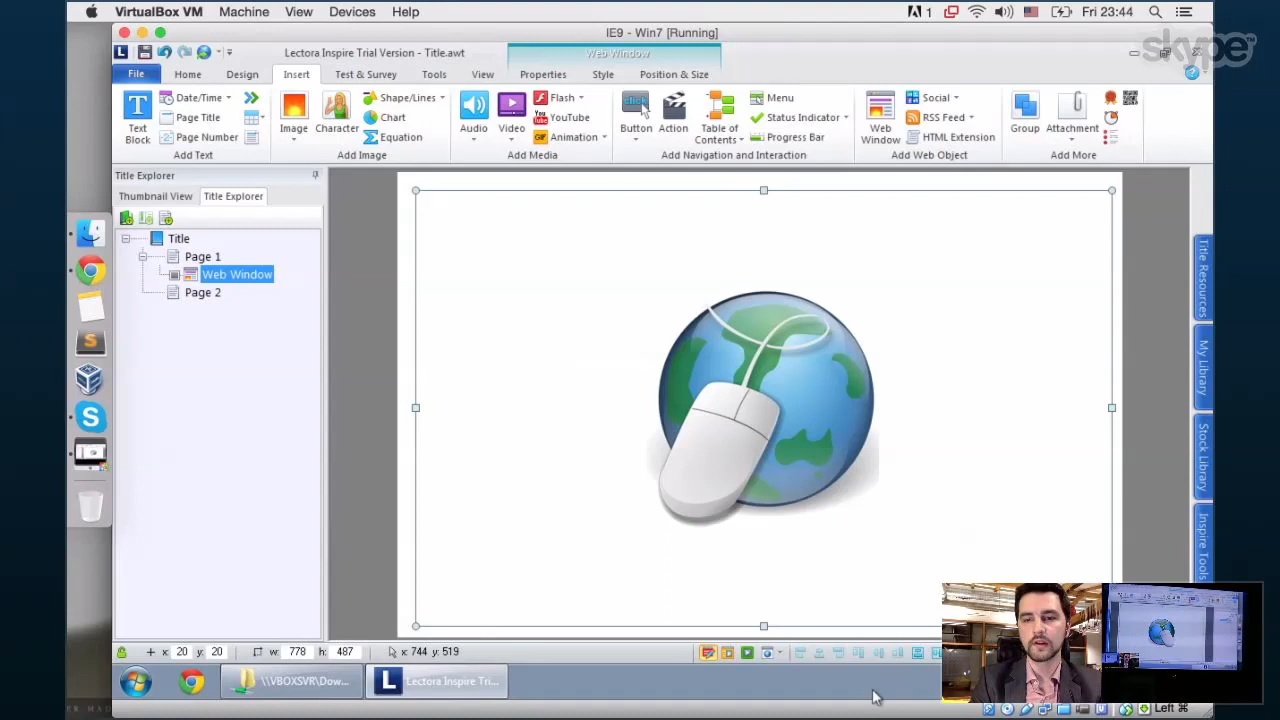 VirtualBox VM Machine View Devices Help
1 Fri 23:44
skype™
IE9 - Win7 [Running]
Lectora Inspire Trial Version - Title.awt
Web Window
File Home Design Insert Test & Survey Tools View Properties Style Position & Size
Text Block
Date/Time
Page Title
Page Number
Add Text
Image
Character
Shape/Lines
Chart
Equation
Add Image
Audio
Video
Flash
YouTube
Animation
Add Media
click
Button
Action
Table of Contents
Menu
Status Indicator
Progress Bar
Add Navigation and Interaction
Web Window
Social
RSS Feed
HTML Extension
Add Web Object
Group
Attachment
Add More
Title Explorer
Thumbnail View Title Explorer
Title
Page 1
Web Window
Page 2
Title Resources
My Library
Stock Library
Inspire Tools
x: 20 y: 20 w: 778 h: 487 x: 744 y: 519
\\VBOXSVR\Dow...
Lectora Inspire Tri...
Left ⌘